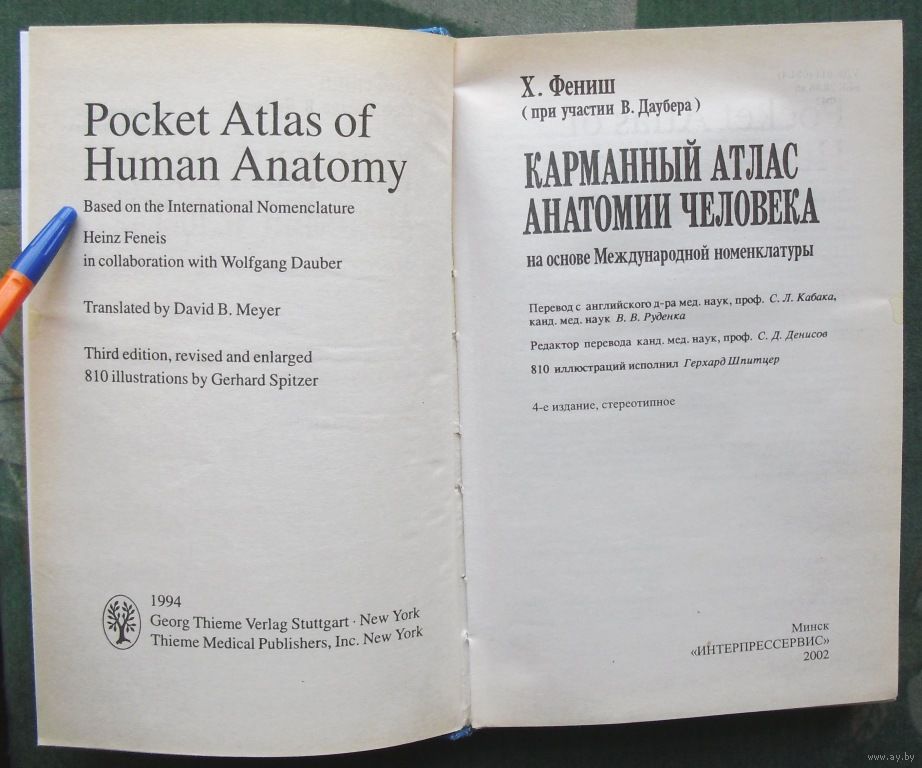 Pocket Atlas of
Human Anatomy
Based on the International Nomenclature
Heinz Feneis
in collaboration with Wolfgang Dauber
Translated by David B. Meyer
Third edition, revised and enlarged
810 illustrations by Gerhard Spitzer
1994
Georg Thieme Verlag Stuttgart · New York
Thieme Medical Publishers, Inc. New York
Х. Фениш
(при участии В. Даубера)
КАРМАННЫЙ АТЛАС
АНАТОМИИ ЧЕЛОВЕКА
на основе Международной номенклатуры
Перевод с английского д-ра мед. наук, проф. С. Л. Кабака,
канд. мед. наук В. В. Руденка
Редактор перевода канд. мед. наук, проф. С. Д. Денисов
810 иллюстраций исполнил Герхард Шпитцер
4-е издание, стереотипное
Минск
«ИНТЕРПРЕССЕРВИС»
2002
www.ay.by